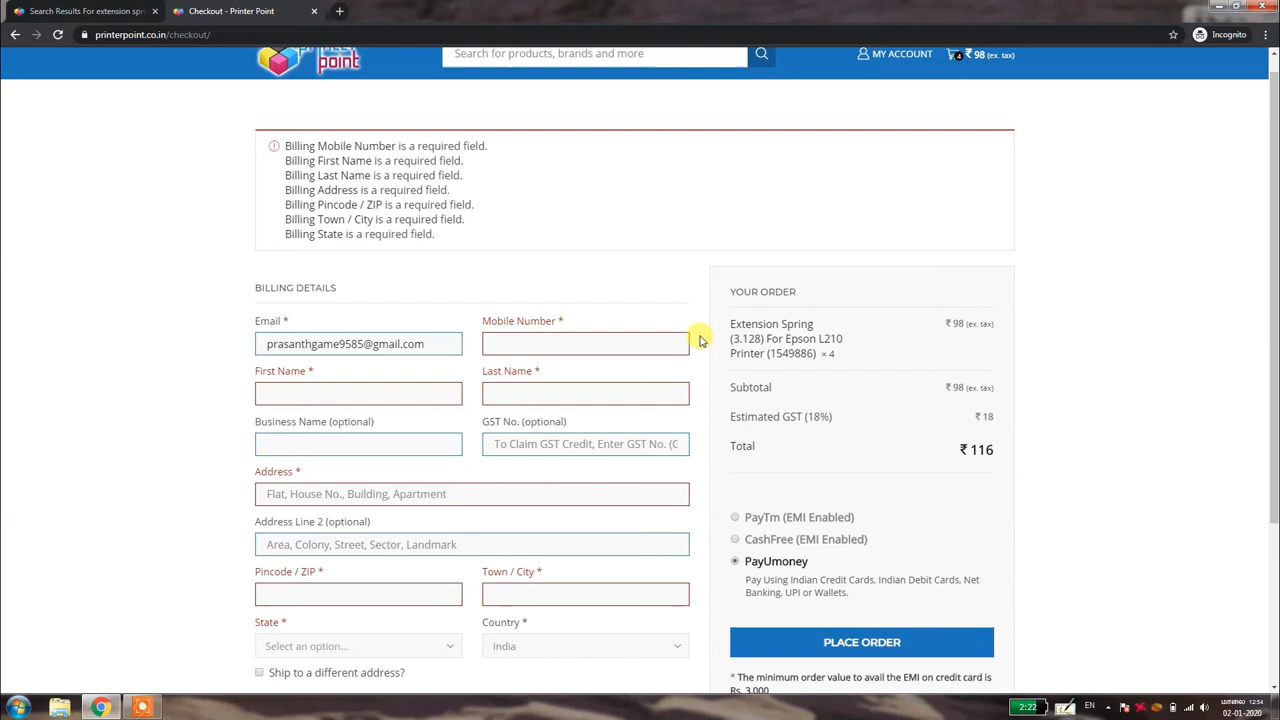 Search Results For extension spri
Checkout - Printer Point
printerpoint.co.in/checkout/
Incognito
point
Search for products, brands and more
MY ACCOUNT
4
₹ 98 (ex. tax)
Billing Mobile Number is a required field.
Billing First Name is a required field.
Billing Last Name is a required field.
Billing Address is a required field.
Billing Pincode / ZIP is a required field.
Billing Town / City is a required field.
Billing State is a required field.
BILLING DETAILS
Email *
Mobile Number *
prasanthgame9585@gmail.com
First Name *
Last Name *
Business Name (optional)
GST No. (optional)
To Claim GST Credit, Enter GST No. (C
Address *
Flat, House No., Building, Apartment
Address Line 2 (optional)
Area, Colony, Street, Sector, Landmark
Pincode / ZIP *
Town / City *
State *
Country *
Select an option...
India
Ship to a different address?
YOUR ORDER
Extension Spring
(3.128) For Epson L210
Printer (1549886) × 4
₹ 98 (ex. tax)
Subtotal
₹ 98 (ex. tax)
Estimated GST (18%)
₹ 18
Total
₹ 116
PayTm (EMI Enabled)
CashFree (EMI Enabled)
PayUmoney
Pay Using Indian Credit Cards, Indian Debit Cards, Net
Banking, UPI or Wallets.
PLACE ORDER
* The minimum order value to avail the EMI on credit card is
Rs. 3,000
2:22
EN
12:54
02-01-2020